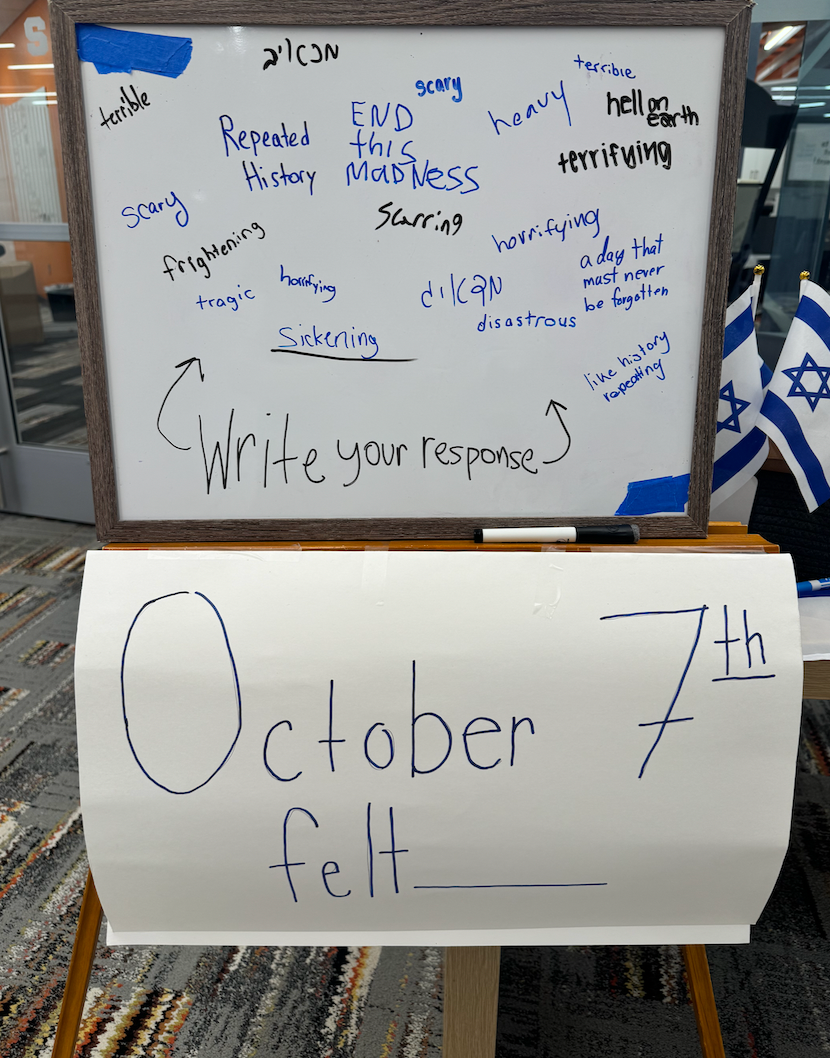 S
מכאיב
terrible
scary
terrible
Repeated
History
END
this
MADNESS
heavy
hell on
earth
terrifying
scary
Scarring
frightening
horrifying
a day that
must never
be forgotten
tragic
horrifying
disastrous
Sickening
like history
repeating
Write your response
October 7th
felt